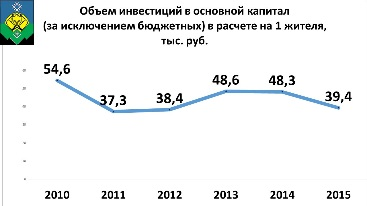 Объем инвестиций в основной капитал
(за исключением бюджетных) в расчете на 1 жителя,
тыс. руб.
54,6
37,3
38,4
48,6
48,3
39,4
2010 2011 2012 2013 2014 2015